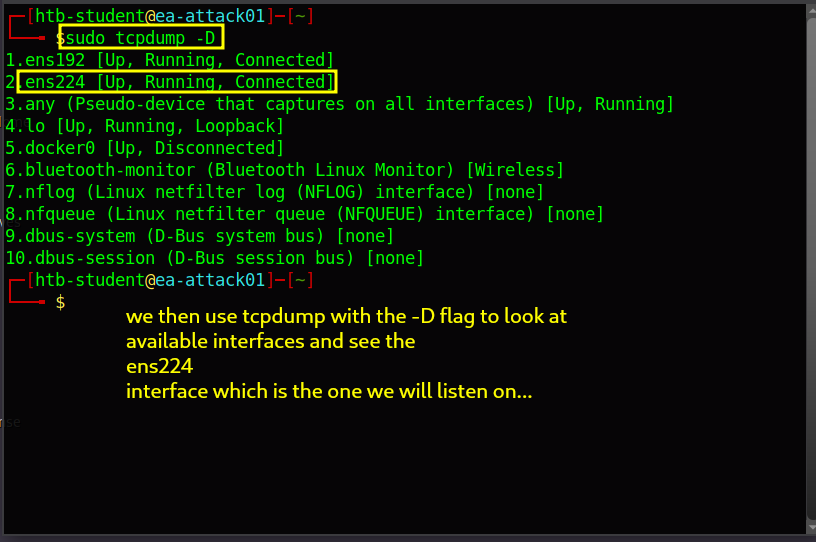 [htb-student@ea-attack01]─[~]
$sudo tcpdump -D
1.ens192 [Up, Running, Connected]
2.ens224 [Up, Running, Connected]
3.any (Pseudo-device that captures on all interfaces) [Up, Running]
4.lo [Up, Running, Loopback]
5.docker0 [Up, Disconnected]
6.bluetooth-monitor (Bluetooth Linux Monitor) [Wireless]
7.nflog (Linux netfilter log (NFLOG) interface) [none]
8.nfqueue (Linux netfilter queue (NFQUEUE) interface) [none]
9.dbus-system (D-Bus system bus) [none]
10.dbus-session (D-Bus session bus) [none]
[htb-student@ea-attack01]─[~]
$
we then use tcpdump with the -D flag to look at
available interfaces and see the
ens224
interface which is the one we will listen on...